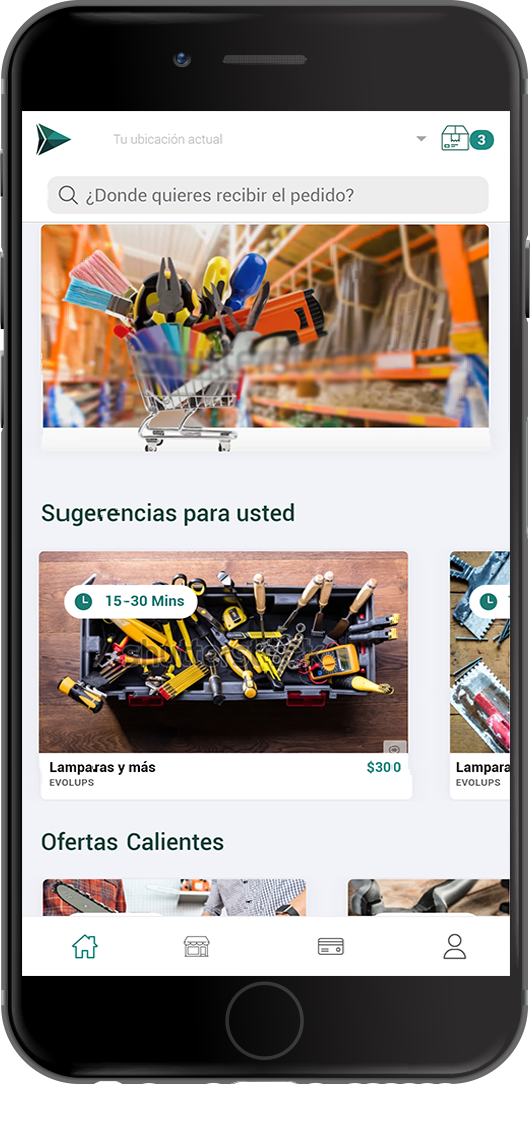 Tu ubicación actual
3
¿Donde quieres recibir el pedido?
Sugerencias para usted
15-30 Mins
Lamparas y más
$300
EVOLUPS
Lampara
EVOLUPS
Ofertas Calientes